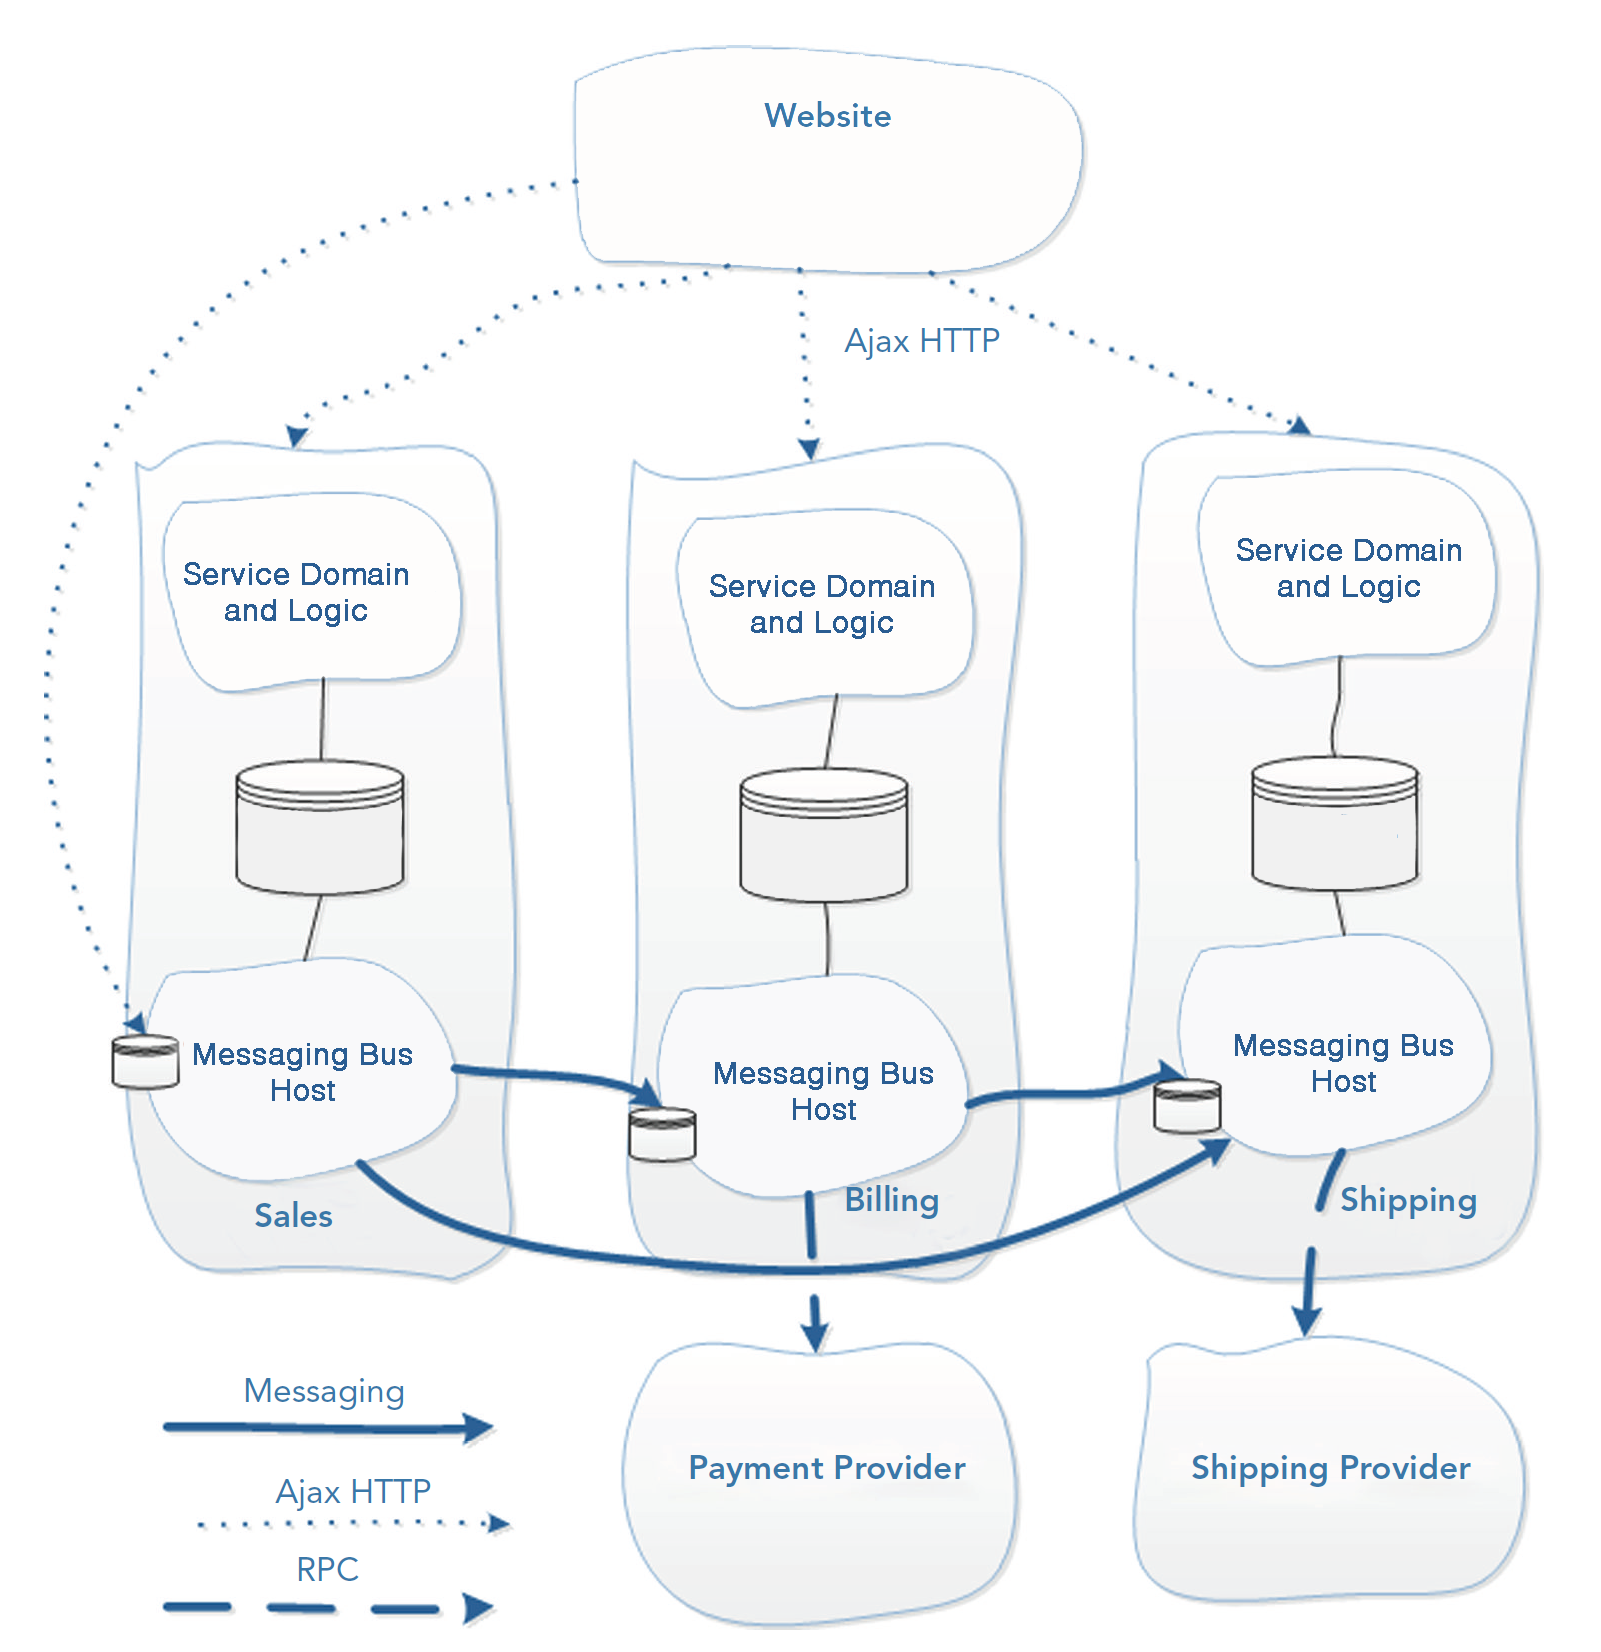 Website
Ajax HTTP
Service Domain
and Logic
Service Domain
and Logic
Service Domain
and Logic
Messaging Bus
Host
Messaging Bus
Host
Messaging Bus
Host
Sales
Billing
Shipping
Messaging
Ajax HTTP
RPC
Payment Provider
Shipping Provider